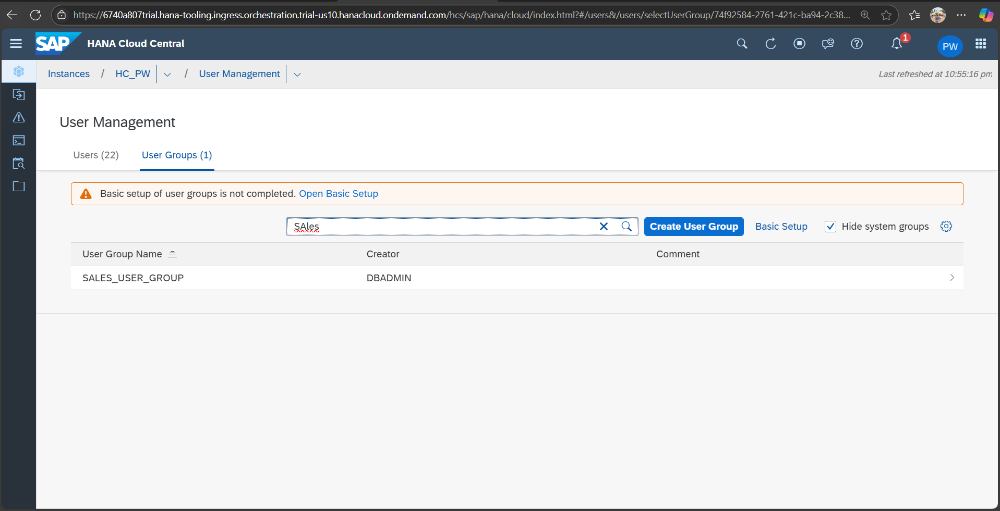 https://6740a807trial.hana-tooling.ingress.orchestration.trial-us10.hanacloud.ondemand.com/hcs/sap/hana/cloud/index.html?#/users&/users/selectUserGroup/74f92584-2761-421c-ba94-2c38...
SAP HANA Cloud Central
1
PW
Instances / HC_PW / User Management
Last refreshed at 10:55:16 pm
User Management
Users (22) User Groups (1)
Basic setup of user groups is not completed. Open Basic Setup
SAles
Create User Group Basic Setup Hide system groups
User Group Name Creator Comment
SALES_USER_GROUP DBADMIN